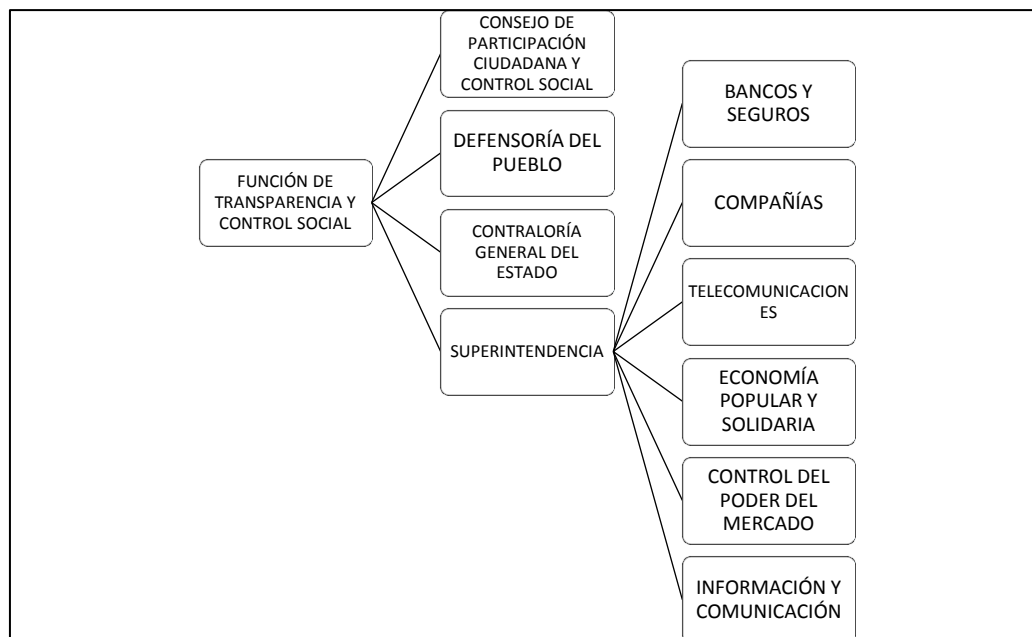 FUNCIÓN DE
TRANSPARENCIA Y
CONTROL SOCIAL
CONSEJO DE
PARTICIPACIÓN
CIUDADANA Y
CONTROL SOCIAL
DEFENSORÍA DEL
PUEBLO
CONTRALORÍA
GENERAL DEL
ESTADO
SUPERINTENDENCIA
BANCOS Y
SEGUROS
COMPAÑÍAS
TELECOMUNICACION
ES
ECONOMÍA
POPULAR Y
SOLIDARIA
CONTROL DEL
PODER DEL
MERCADO
INFORMACIÓN Y
COMUNICACIÓN